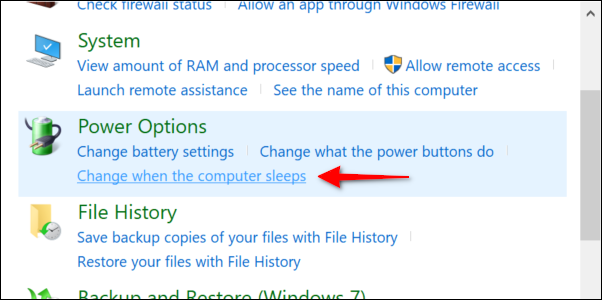 Check firewall status Allow an app through Windows Firewall
System
View amount of RAM and processor speed Allow remote access
Launch remote assistance See the name of this computer
Power Options
Change battery settings Change what the power buttons do
Change when the computer sleeps
File History
Save backup copies of your files with File History
Restore your files with File History
Backup and Restore (Windows 7)